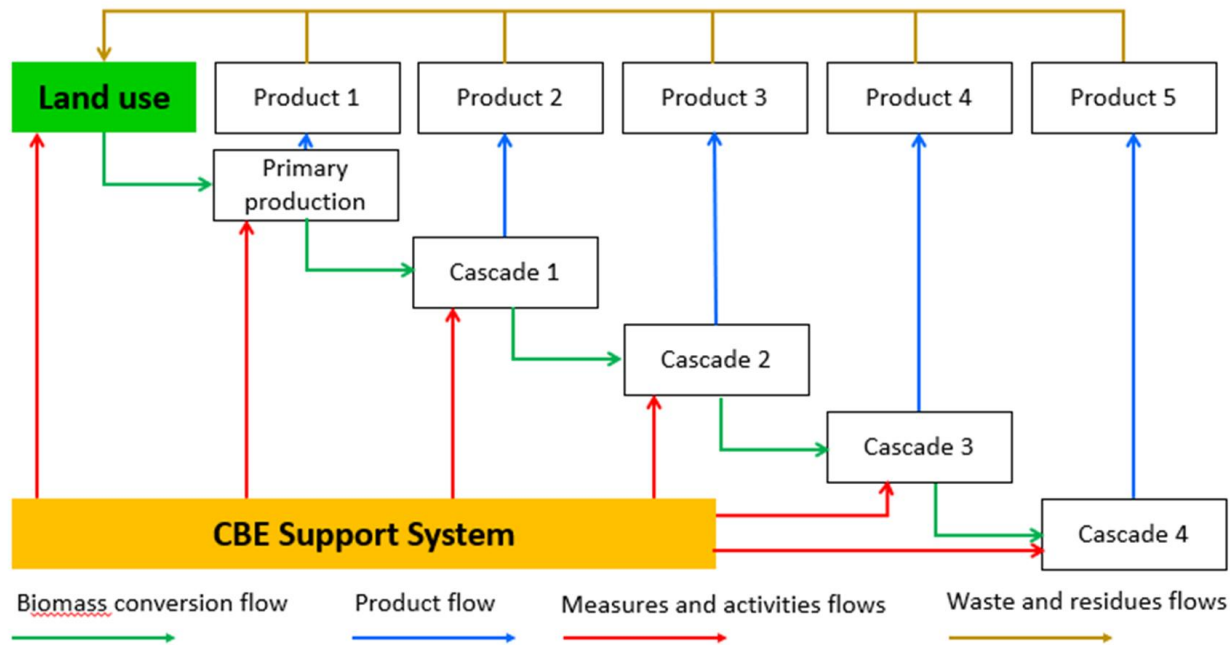 Land use
Product 1
Product 2
Product 3
Product 4
Product 5
Primary
production
Cascade 1
Cascade 2
Cascade 3
CBE Support System
Cascade 4
Biomass conversion flow
Product flow
Measures and activities flows
Waste and residues flows